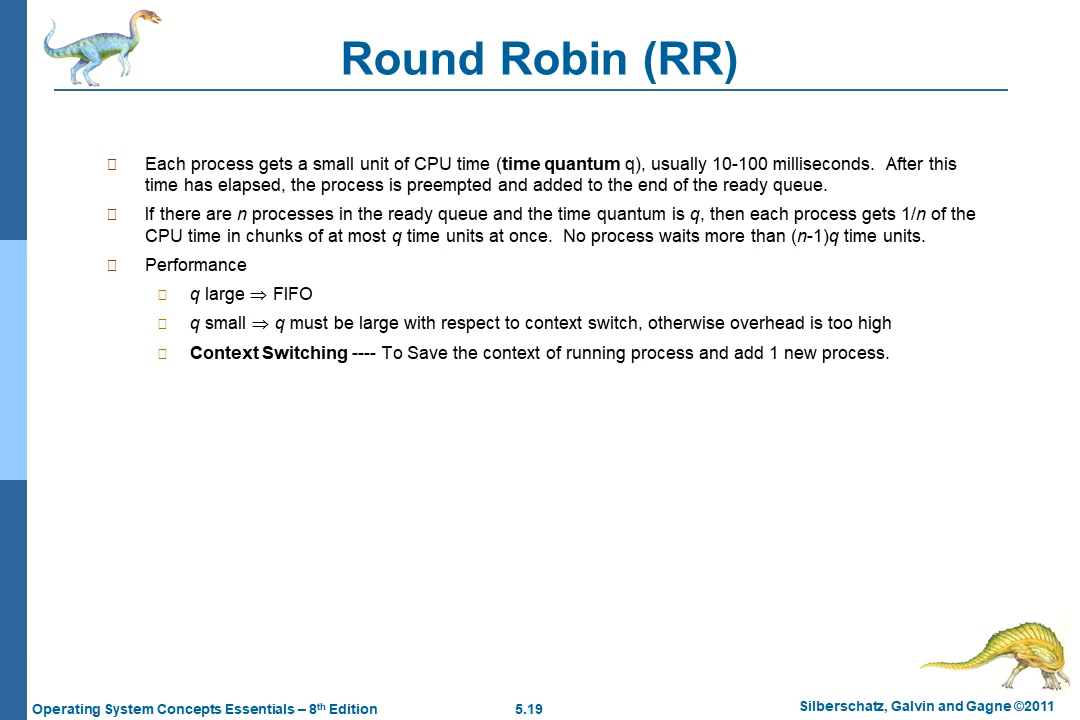 Round Robin (RR)
Each process gets a small unit of CPU time (time quantum q), usually 10-100 milliseconds.  After this
time has elapsed, the process is preempted and added to the end of the ready queue.
If there are n processes in the ready queue and the time quantum is q, then each process gets 1/n of the
CPU time in chunks of at most q time units at once.  No process waits more than (n-1)q time units.
Performance
q large ⇒ FIFO
q small ⇒ q must be large with respect to context switch, otherwise overhead is too high
Context Switching ---- To Save the context of running process and add 1 new process.
Operating System Concepts Essentials – 8th Edition
5.19
Silberschatz, Galvin and Gagne ©2011